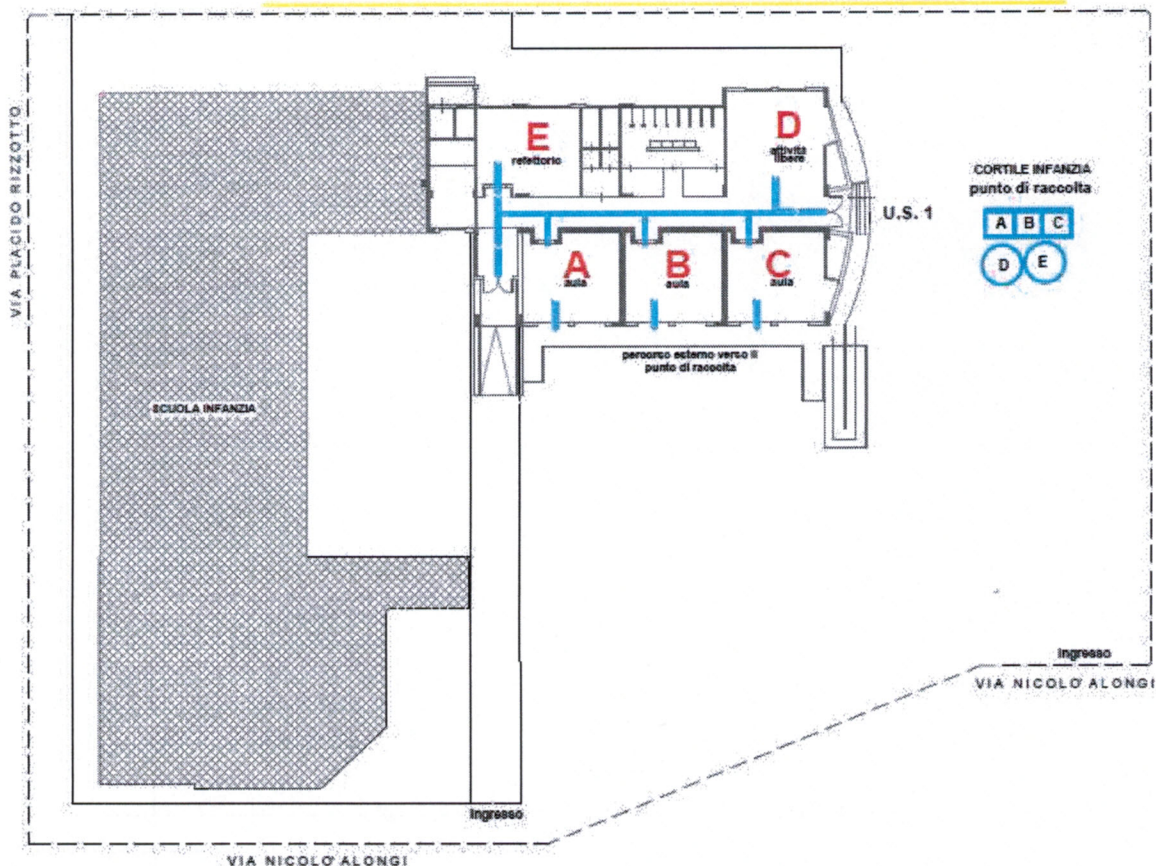 VIA PLACIDO RIZZOTTO
E
refettorio
D
attività
libere
CORTILE INFANZIA
punto di raccolta
U.S. 1
A B C
D E
A
aula
B
aula
C
aula
percorso esterno verso il
punto di raccolta
SCUOLA INFANZIA
Ingresso
VIA NICOLO' ALONGI
Ingresso
VIA NICOLO' ALONGI